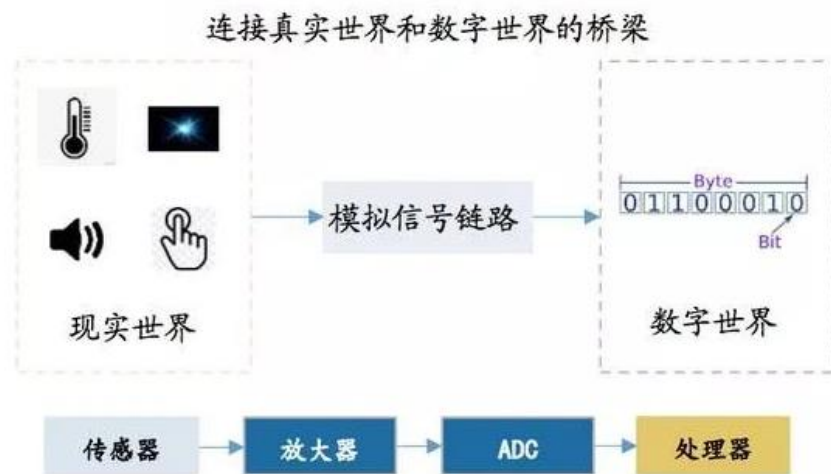 连接真实世界和数字世界的桥梁
Byte
01100010
Bit
模拟信号链路
现实世界
数字世界
传感器
放大器
ADC
处理器